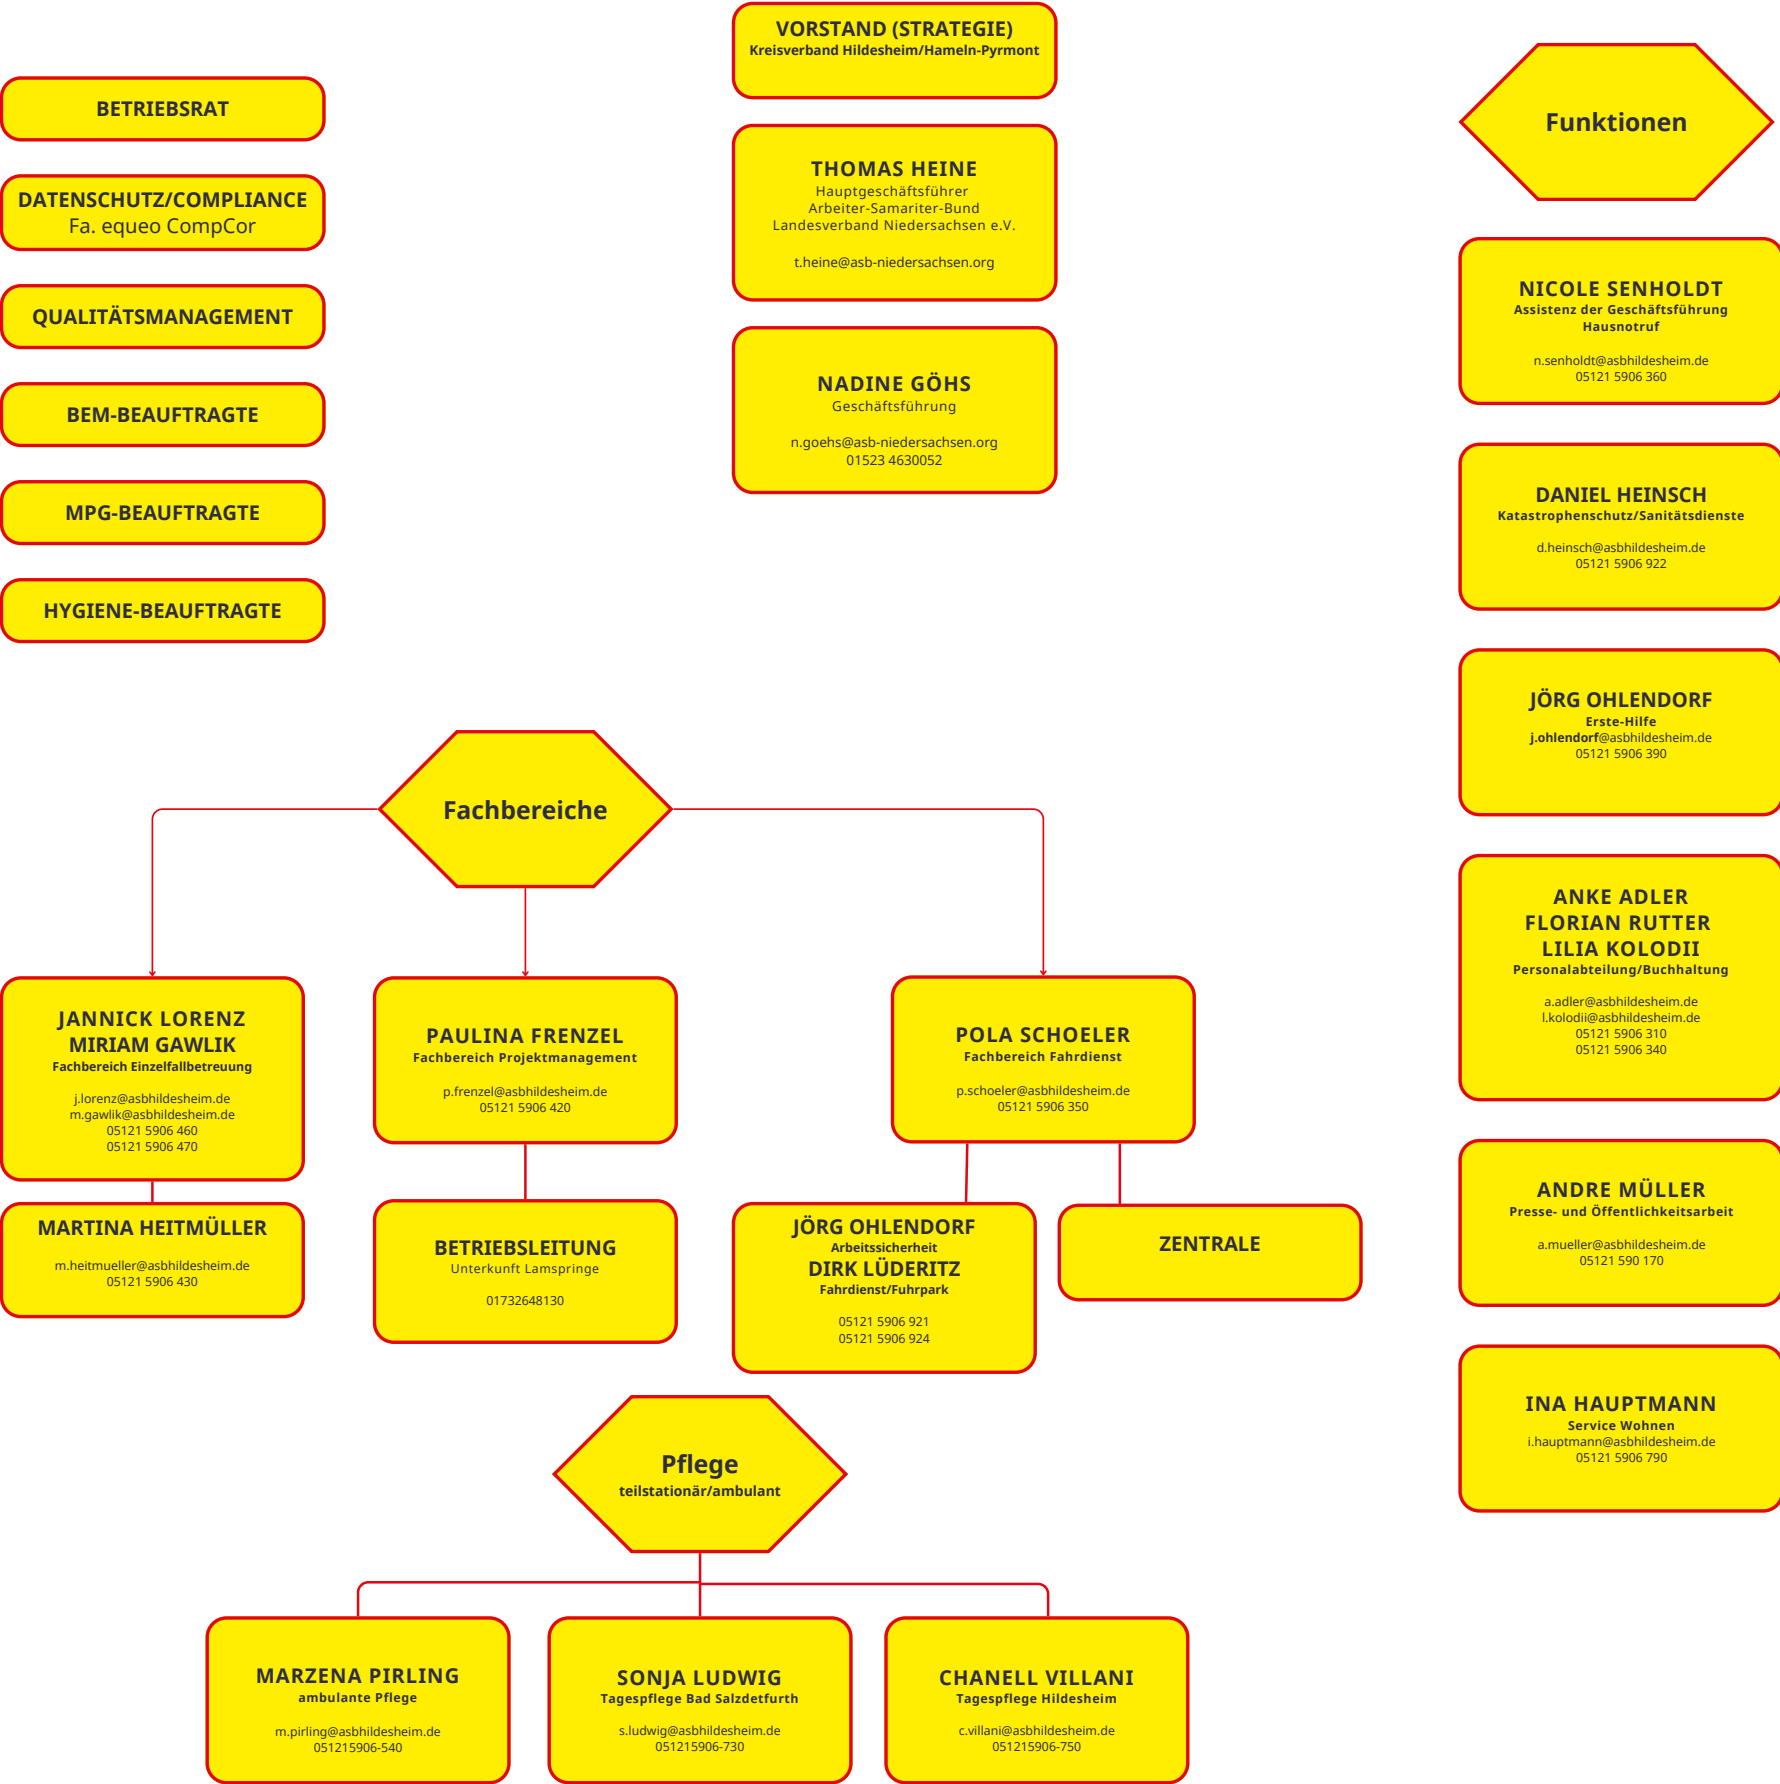 VORSTAND (STRATEGIE)
Kreisverband Hildesheim/Hameln-Pyrmont
THOMAS HEINE
Hauptgeschäftsführer
Arbeiter-Samariter-Bund
Landesverband Niedersachsen e.V.
t.heine@asb-niedersachsen.org
NADINE GÖHS
Geschäftsführung
n.goehs@asb-niedersachsen.org
01523 4630052
BETRIEBSRAT
DATENSCHUTZ/COMPLIANCE
Fa. equeo CompCor
QUALITÄTSMANAGEMENT
BEM-BEAUFTRAGTE
MPG-BEAUFTRAGTE
HYGIENE-BEAUFTRAGTE
Funktionen
NICOLE SENHOLDT
Assistenz der Geschäftsführung
Hausnotruf
n.senholdt@asbhildesheim.de
05121 5906 360
DANIEL HEINSCH
Katastrophenschutz/Sanitätsdienste
d.heinsch@asbhildesheim.de
05121 5906 922
JÖRG OHLENDORF
Erste-Hilfe
j.ohlendorf@asbhildesheim.de
05121 5906 390
ANKE ADLER
FLORIAN RUTTER
LILIA KOLODII
Personalabteilung/Buchhaltung
a.adler@asbhildesheim.de
l.kolodii@asbhildesheim.de
05121 5906 310
05121 5906 340
ANDRE MÜLLER
Presse- und Öffentlichkeitsarbeit
a.mueller@asbhildesheim.de
05121 590 170
INA HAUPTMANN
Service Wohnen
i.hauptmann@asbhildesheim.de
05121 5906 790
Fachbereiche
JANNICK LORENZ
MIRIAM GAWLIK
Fachbereich Einzelfallbetreuung
j.lorenz@asbhildesheim.de
m.gawlik@asbhildesheim.de
05121 5906 460
05121 5906 470
MARTINA HEITMÜLLER
m.heitmueller@asbhildesheim.de
05121 5906 430
PAULINA FRENZEL
Fachbereich Projektmanagement
p.frenzel@asbhildesheim.de
05121 5906 420
BETRIEBSLEITUNG
Unterkunft Lamspringe
01732648130
POLA SCHOELER
Fachbereich Fahrdienst
p.schoeler@asbhildesheim.de
05121 5906 350
JÖRG OHLENDORF
Arbeitssicherheit
DIRK LÜDERITZ
Fahrdienst/Fuhrpark
05121 5906 921
05121 5906 924
ZENTRALE
Pflege
teilstationär/ambulant
MARZENA PIRLING
ambulante Pflege
m.pirling@asbhildesheim.de
051215906-540
SONJA LUDWIG
Tagespflege Bad Salzdetfurth
s.ludwig@asbhildesheim.de
051215906-730
CHANELL VILLANI
Tagespflege Hildesheim
c.villani@asbhildesheim.de
051215906-750